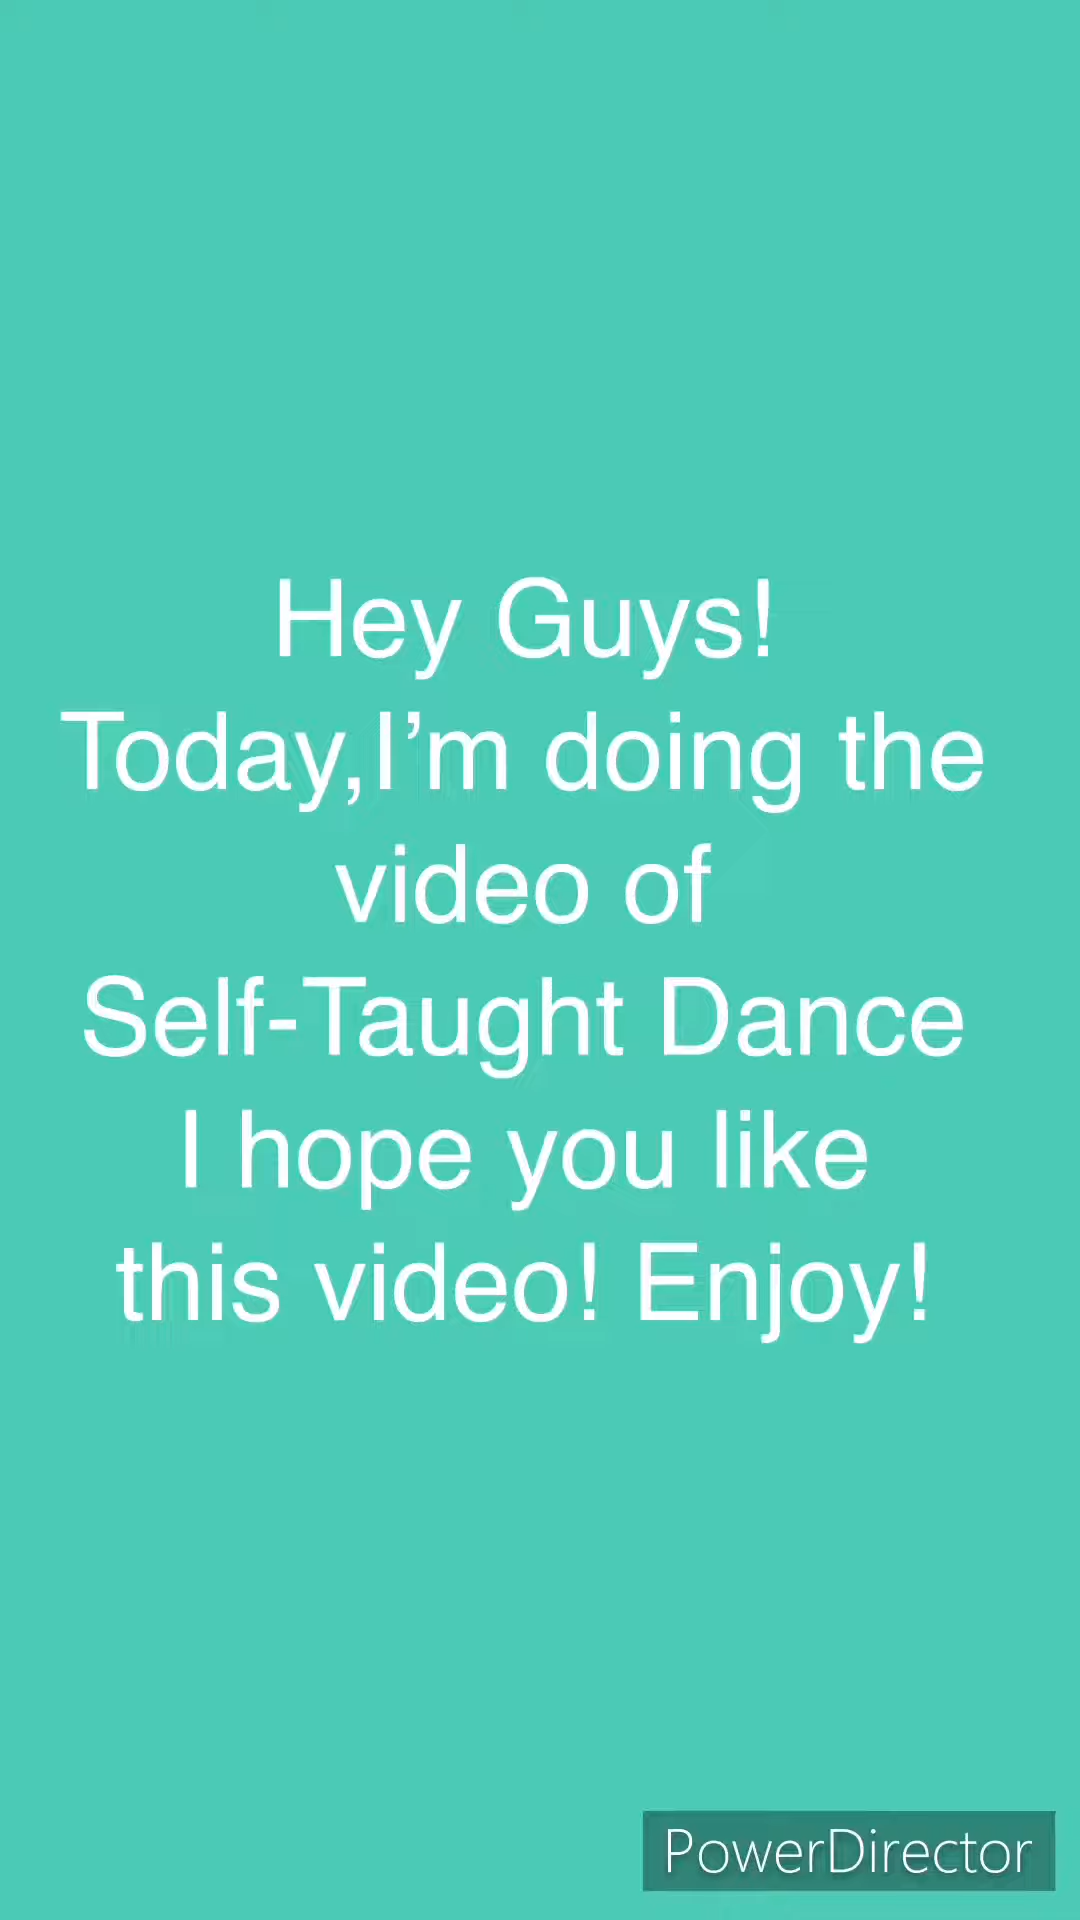 Hey Guys!
Today,I’m doing the
video of
Self-Taught Dance
I hope you like
this video! Enjoy!
PowerDirector